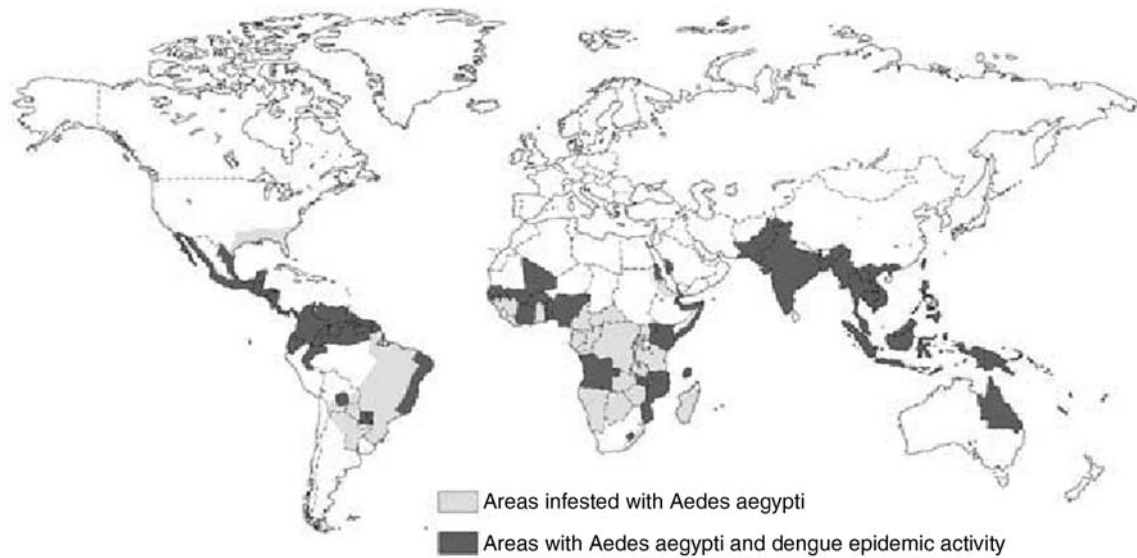 Areas infested with Aedes aegypti
Areas with Aedes aegypti and dengue epidemic activity